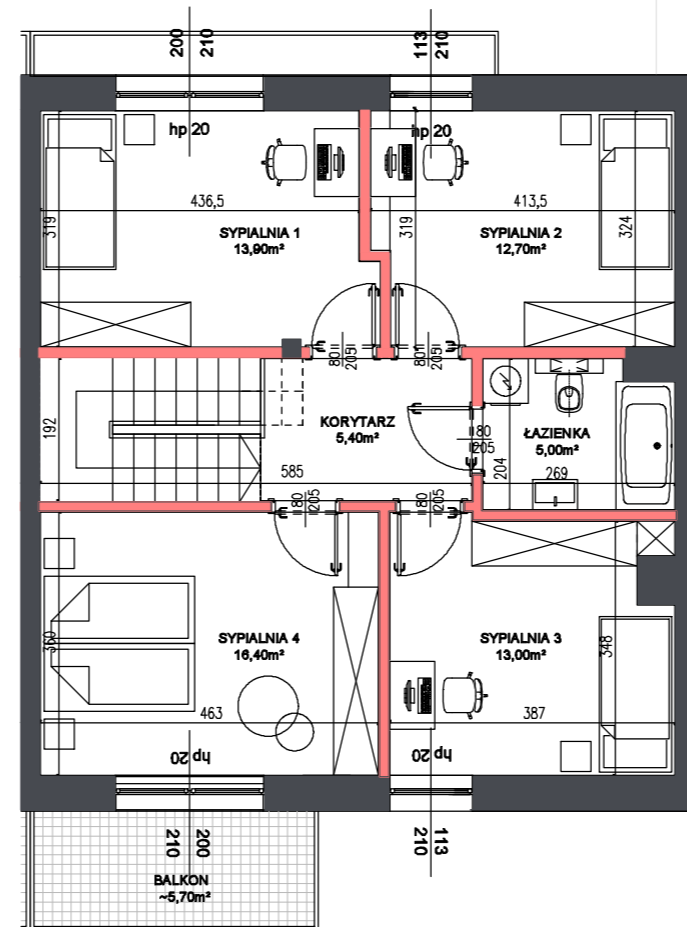 200
210
113
210
hp 20
hp 20
436,5
413,5
319
319
324
SYPIALNIA 1
13,90m²
SYPIALNIA 2
12,70m²
80
205
80
205
192
KORYTARZ
5,40m²
80
205
ŁAZIENKA
5,00m²
204
269
585
80
205
80
205
360
348
SYPIALNIA 4
16,40m²
SYPIALNIA 3
13,00m²
463
387
hp 20
hp 20
210
200
210
113
BALKON
~5,70m²